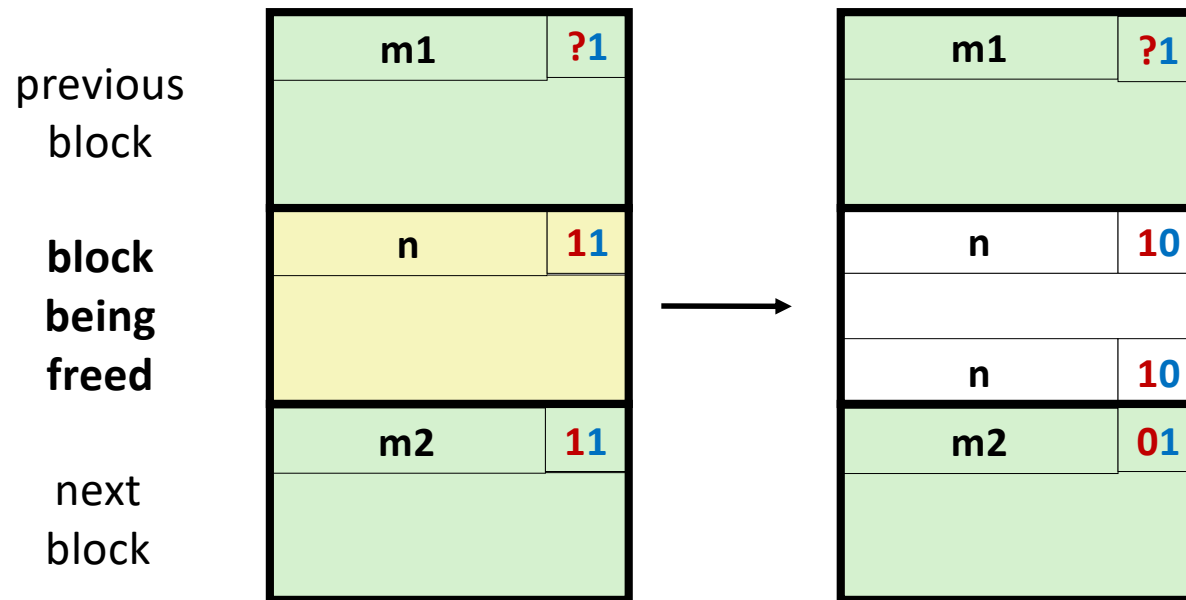 m1 ?1
m1 ?1
previous
block
n 11
n 10
block
being
freed
n 10
m2 11
m2 01
next
block